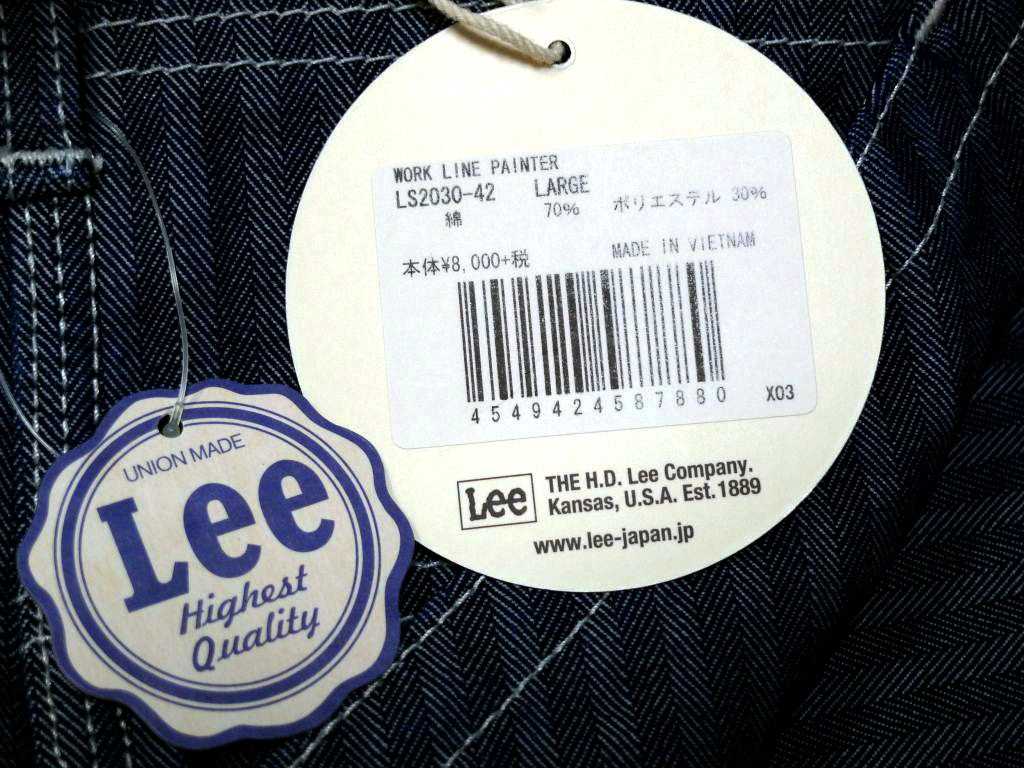 WORK LINE PAINTER
LS2030-42 LARGE
綿 70% ポリエステル 30%
本体¥8,000+税 MADE IN VIETNAM
4549424587880 X03
Lee THE H.D. Lee Company.
Kansas, U.S.A. Est.1889
www.lee-japan.jp
UNION MADE
Lee
Highest
Quality